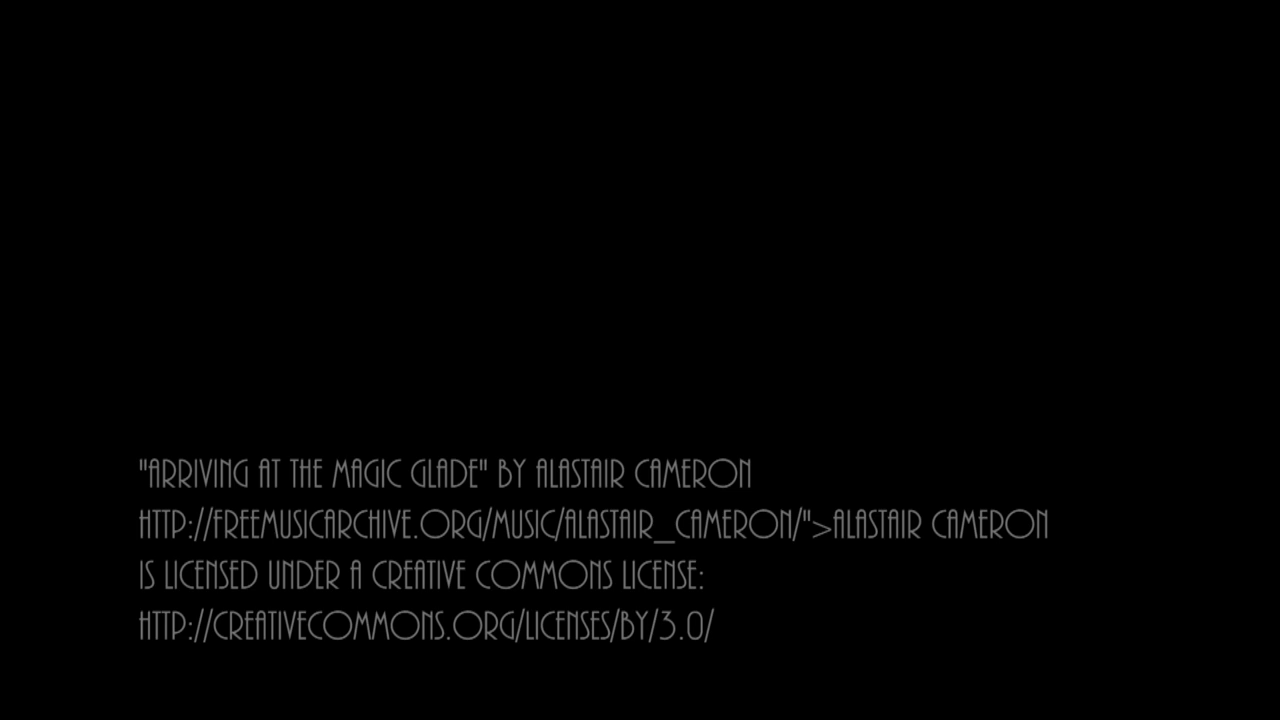 "ARRIVING AT THE MAGIC GLADE" BY ALASTAIR CAMERON
HTTP://FREEMUSICARCHIVE.ORG/MUSIC/ALASTAIR_CAMERON/">ALASTAIR CAMERON
IS LICENSED UNDER A CREATIVE COMMONS LICENSE:
HTTP://CREATIVECOMMONS.ORG/LICENSES/BY/3.0/